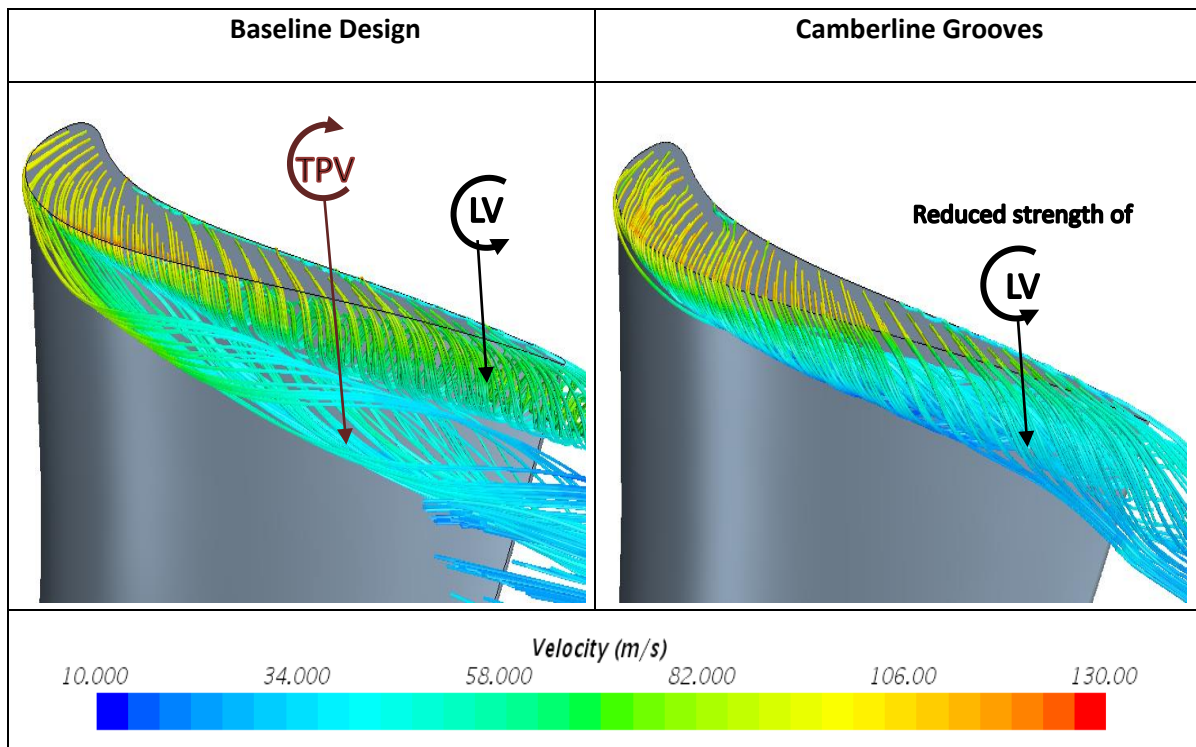 Baseline Design
Camberline Grooves
TPV
LV
Reduced strength of
LV
Velocity (m/s)
10.000 34.000 58.000 82.000 106.00 130.00